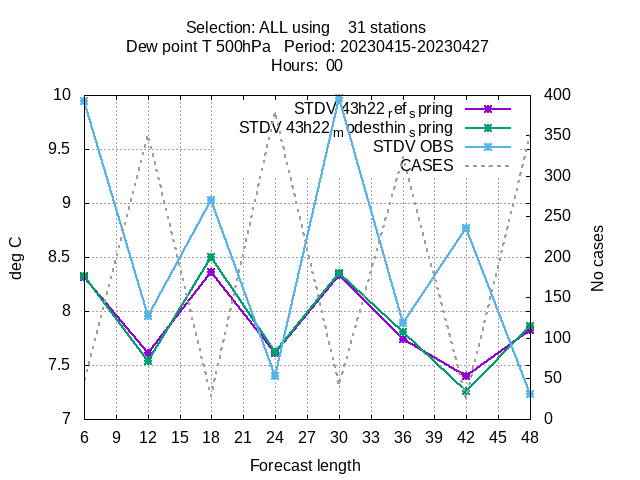 Selection: ALL using 31 stations
Dew point T 500hPa Period: 20230415-20230427
Hours: 00
STDV 43h22ref_spring
STDV 43h22modesthin_spring
STDV OBS
CASES
10
9.5
9
8.5
8
7.5
7
deg C
400
350
300
250
200
150
100
50
0
No cases
6 9 12 15 18 21 24 27 30 33 36 39 42 45 48
Forecast length